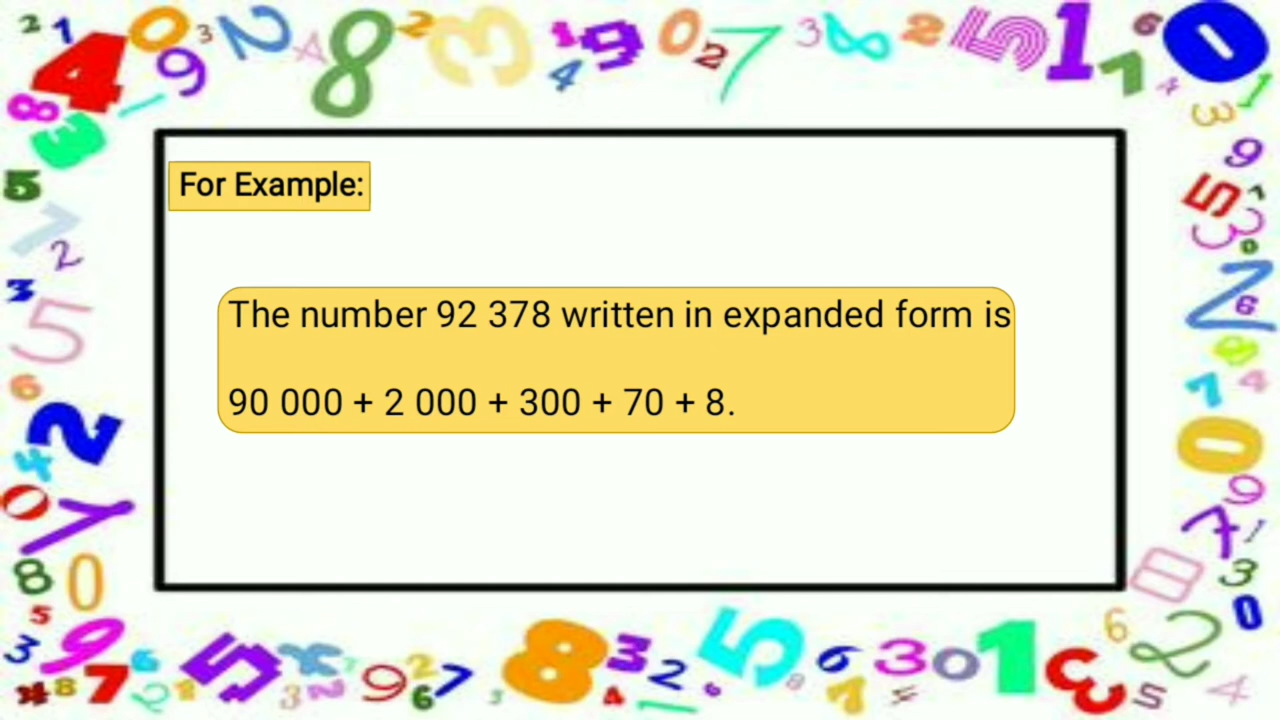 For Example:
The number 92 378 written in expanded form is
90 000 + 2 000 + 300 + 70 + 8.